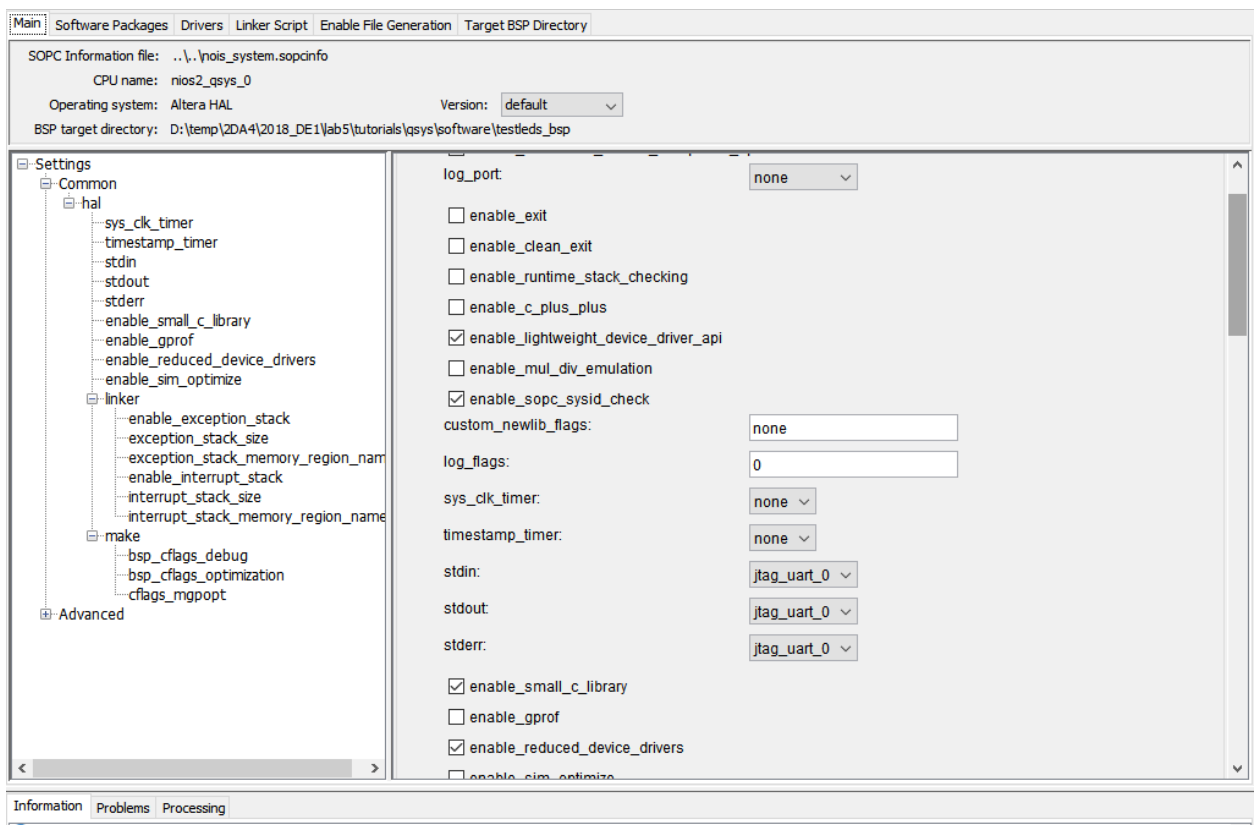 Main Software Packages Drivers Linker Script Enable File Generation Target BSP Directory
SOPC Information file: ..\..\nois_system.sopcinfo
CPU name: nios2_qsys_0
Operating system: Altera HAL Version: default
BSP target directory: D:\temp\2DA4\2018_DE1\lab5\tutorials\qsys\software\testleds_bsp
Settings
Common
hal
sys_clk_timer
timestamp_timer
stdin
stdout
stderr
enable_small_c_library
enable_gprof
enable_reduced_device_drivers
enable_sim_optimize
linker
enable_exception_stack
exception_stack_size
exception_stack_memory_region_nam
enable_interrupt_stack
interrupt_stack_size
interrupt_stack_memory_region_name
make
bsp_cflags_debug
bsp_cflags_optimization
cflags_mgpopt
Advanced
log_port: none
enable_exit
enable_clean_exit
enable_runtime_stack_checking
enable_c_plus_plus
enable_lightweight_device_driver_api
enable_mul_div_emulation
enable_sopc_sysid_check
custom_newlib_flags: none
log_flags: 0
sys_clk_timer: none
timestamp_timer: none
stdin: jtag_uart_0
stdout: jtag_uart_0
stderr: jtag_uart_0
enable_small_c_library
enable_gprof
enable_reduced_device_drivers
enable_sim_optimize
Information Problems Processing